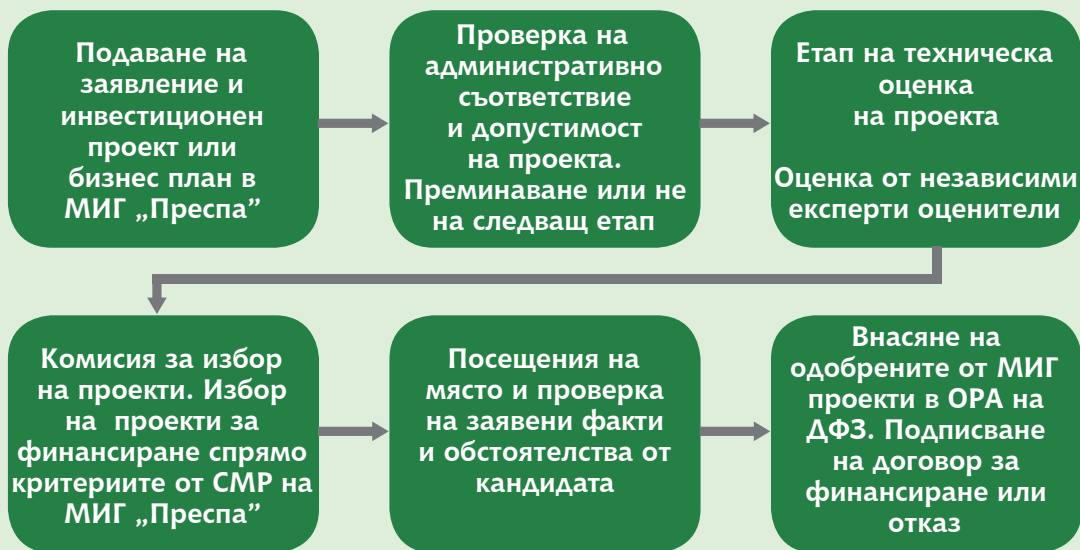 Подаване на
заявление и
инвестиционен
проект или
бизнес план в
МИГ „Преспа”
Проверка на
административно
съответствие
и допустимост
на проекта.
Преминаване или не
на следващ етап
Етап на техническа
оценка
на проекта
Оценка от независими
експерти оценители
Комисия за избор
на проекти. Избор
на проекти за
финансиране спрямо
критериите от СМР на
МИГ „Преспа”
Посещения на
място и проверка
на заявени факти
и обстоятелства от
кандидата
Внасяне на
одобрените от МИГ
проекти в ОРА на
ДФЗ. Подписване
на договор за
финансиране или
отказ